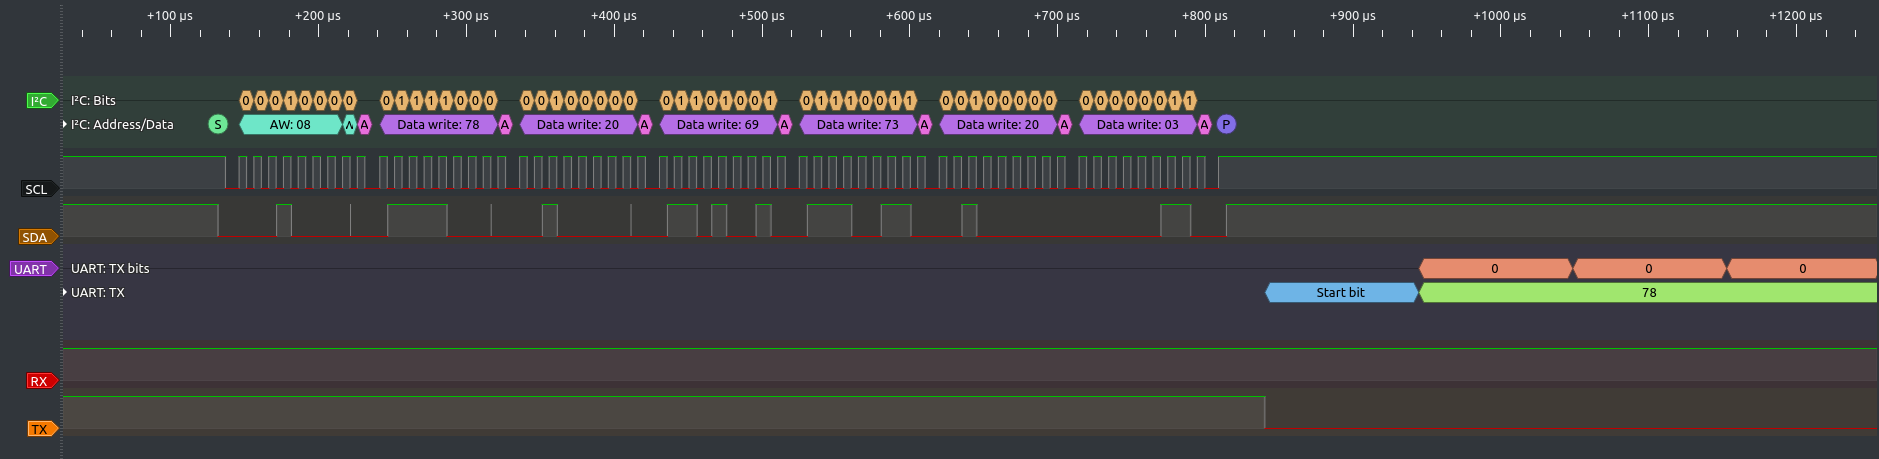 +100 µs +200 µs +300 µs +400 µs +500 µs +600 µs +700 µs +800 µs +900 µs +1000 µs +1100 µs +1200 µs
I²C I²C: Bits 0 0 0 1 0 0 0 0 0 1 1 1 1 0 0 0 0 0 1 0 0 0 0 0 0 1 1 0 1 0 0 1 0 1 1 1 0 0 1 1 0 0 1 0 0 0 0 0 0 0 0 0 0 0 1 1
I²C: Address/Data S AW: 08 A Data write: 78 A Data write: 20 A Data write: 69 A Data write: 73 A Data write: 20 A Data write: 03 A P
SCL
SDA
UART UART: TX bits 0 0 0
UART: TX Start bit 78
RX
TX